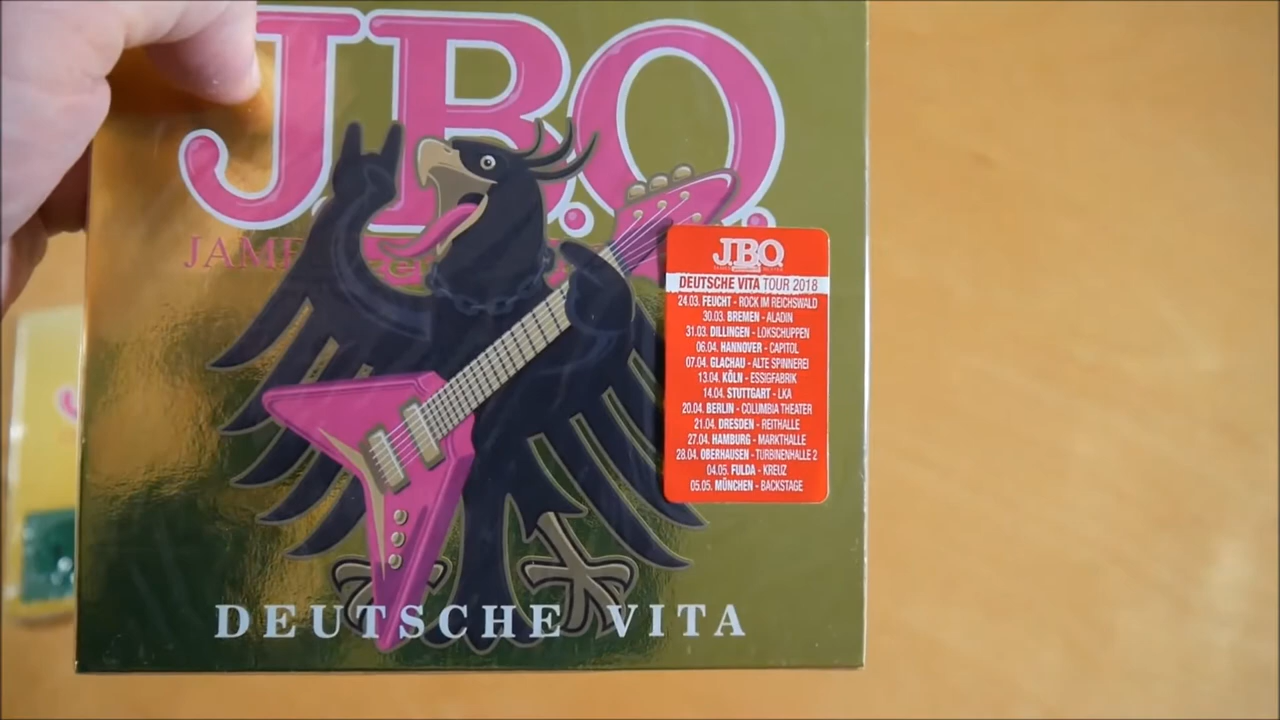 J.B.O.
DEUTSCHE VITA
J.B.O.
DEUTSCHE VITA TOUR 2018
24.03. FEUCHT - ROCK IM REICHSWALD
30.03. BREMEN - ALADIN
31.03. DILLINGEN - LOKSCHUPPEN
06.04. HANNOVER - CAPITOL
07.04. GLACHAU - ALTE SPINNEREI
13.04. KÖLN - ESSIGFABRIK
14.04. STUTTGART - LKA
20.04. BERLIN - COLUMBIA THEATER
21.04. DRESDEN - REITHALLE
27.04. HAMBURG - MARKTHALLE
28.04. OBERHAUSEN - TURBINENHALLE 2
04.05. FULDA - KREUZ
05.05. MÜNCHEN - BACKSTAGE